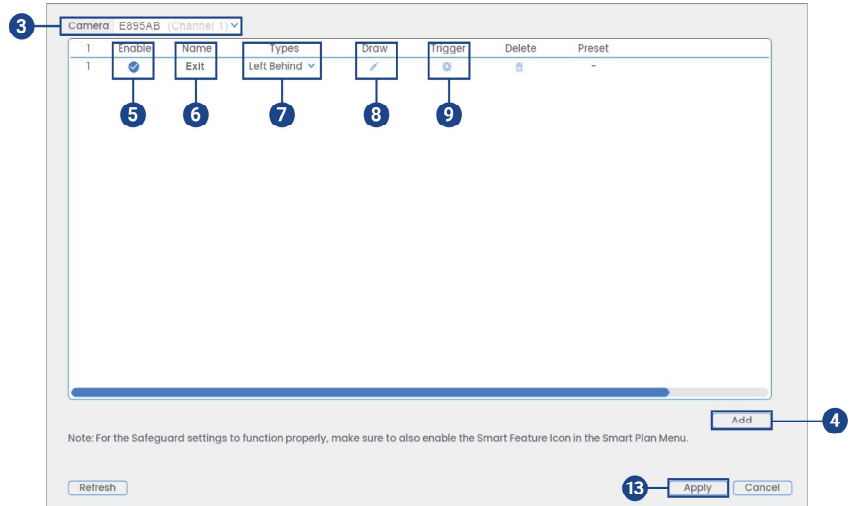 3 Camera E895AB (Channel 1)
1 Enable Name Types Draw Trigger Delete Preset
1 Exit Left Behind -
5 6 7 8 9
Add 4
Note: For the Safeguard settings to function properly, make sure to also enable the Smart Feature Icon in the Smart Plan Menu.
Refresh 13 Apply Cancel